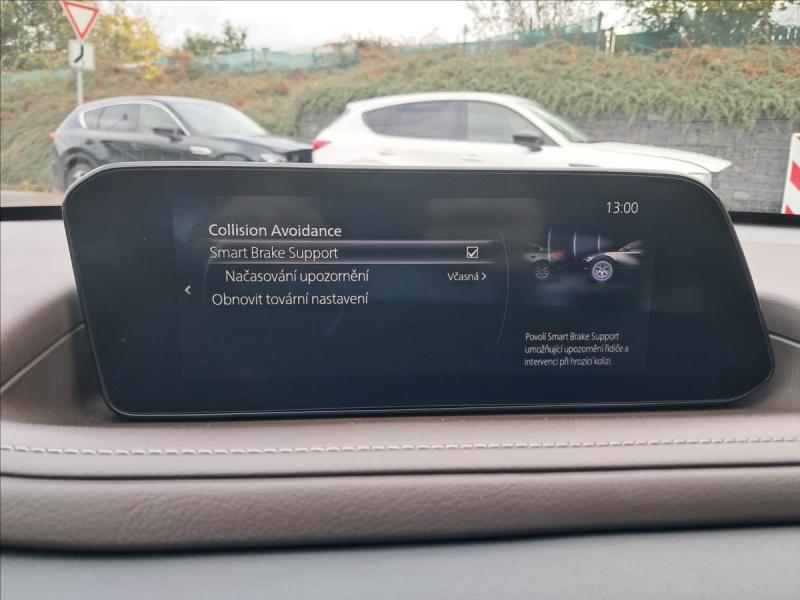 13:00
Collision Avoidance
Smart Brake Support
Načasování upozornění Včasná
Obnovit tovární nastavení
Povolí Smart Brake Support
umožňující upozornění řidiče a
intervenci při hrozící kolizi.